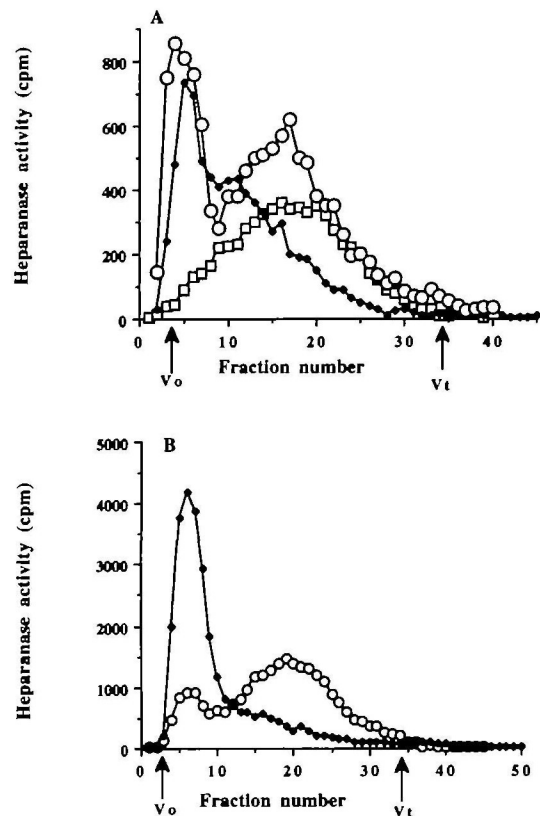 A
Heparanase activity (cpm)
800
600
400
200
0
0 10 20 30 40
Vo Fraction number Vt
B
Heparanase activity (cpm)
5000
4000
3000
2000
1000
0
0 10 20 30 40 50
Vo Fraction number Vt